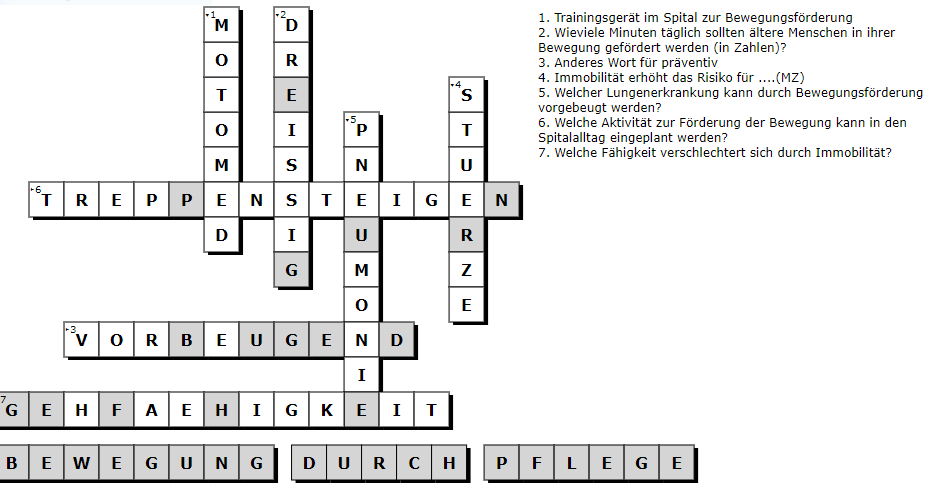 1 MOTOMED
2 DREISSIG
4 STUERZE
5 PNEUMONIE
6 TREPPENSTEIGEN
3 VORBEUGEND
7 GEHFAEHIGKEIT
BEWEGUNG DURCH PFLEGE
1. Trainingsgerät im Spital zur Bewegungsförderung
2. Wieviele Minuten täglich sollten ältere Menschen in ihrer
Bewegung gefördert werden (in Zahlen)?
3. Anderes Wort für präventiv
4. Immobilität erhöht das Risiko für ....(MZ)
5. Welcher Lungenerkrankung kann durch Bewegungsförderung
vorgebeugt werden?
6. Welche Aktivität zur Förderung der Bewegung kann in den
Spitalalltag eingeplant werden?
7. Welche Fähigkeit verschlechtert sich durch Immobilität?